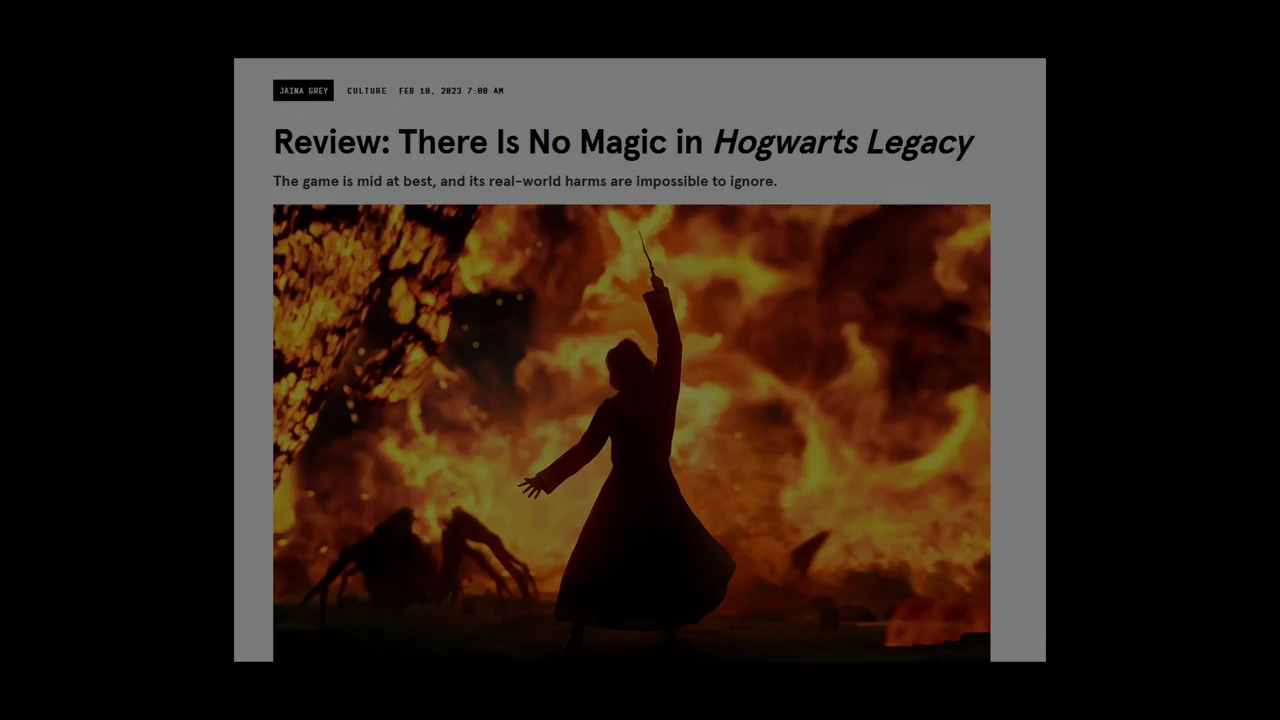 JAINA GREY CULTURE FEB 10, 2023 7:00 AM
Review: There Is No Magic in Hogwarts Legacy
The game is mid at best, and its real-world harms are impossible to ignore.